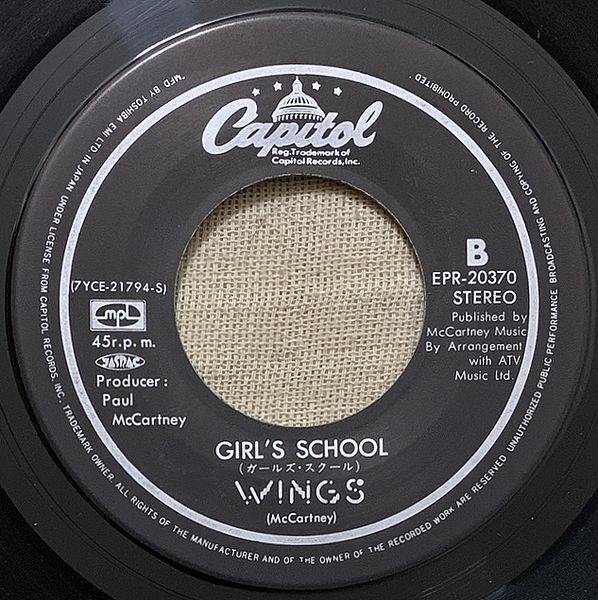 Capitol
Reg. Trademark of
Capitol Records, Inc.
B
EPR-20370
STEREO
Published by
McCartney Music
By Arrangement
with ATV
Music Ltd.
(7YCE-21794-S)
mpl
45r.p.m.
JASRAC
Producer:
Paul
McCartney
GIRL'S SCHOOL
(ガールズ・スクール)
WINGS
(McCartney)
MFD BY TOSHIBA EMI LTD IN JAPAN UNDER LICENSE FROM CAPITOL RECORDS, INC. TRADEMARK OWNER. ALL RIGHTS OF THE MANUFACTURER AND OF THE OWNER OF THE RECORDED WORK ARE RESERVED UNAUTHORIZED PUBLIC PERFORMANCE BROADCASTING AND COPYING OF THE RECORD PROHIBITED